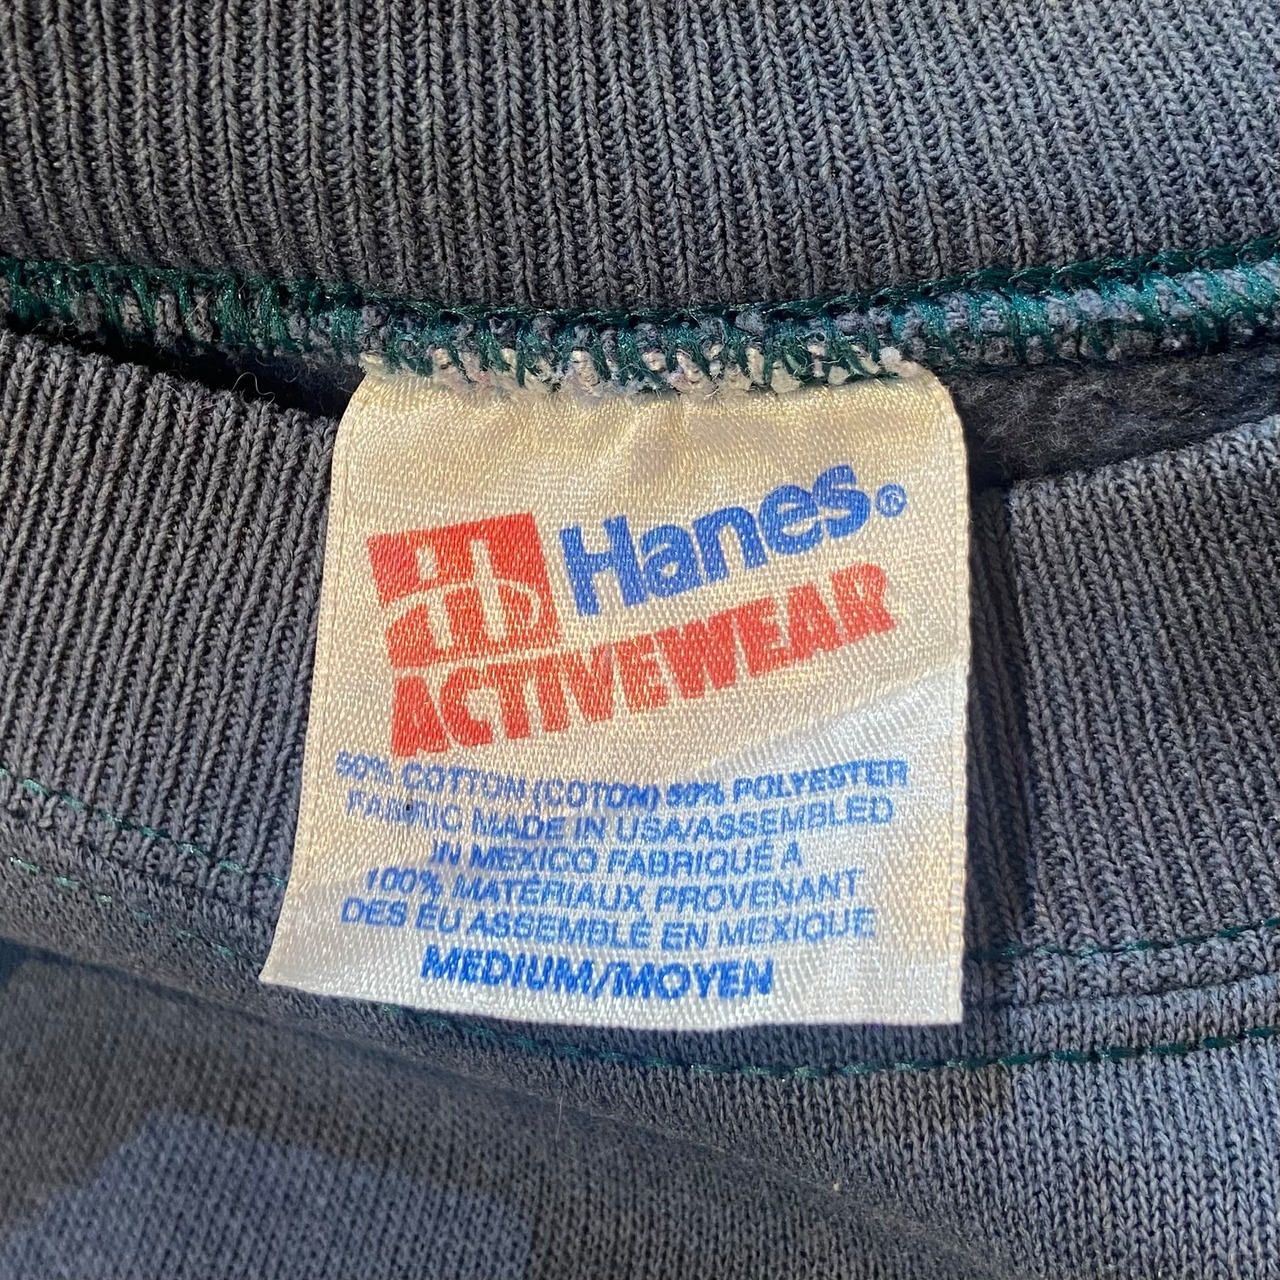 Hanes®
ACTIVEWEAR
50% COTTON (COTON) 50% POLYESTER
FABRIC MADE IN USA/ASSEMBLED
IN MEXICO FABRIQUÉ A
100% MATÉRIAUX PROVENANT
DES ÉU ASSEMBLÉ EN MEXIQUE
MEDIUM/MOYEN